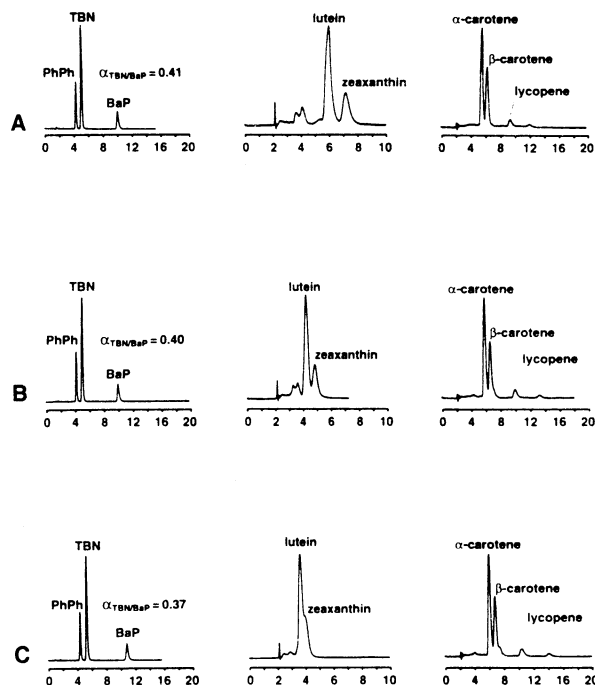 A
TBN
PhPh
α TBN/BaP = 0.41
BaP
0 4 8 12 16 20
lutein
zeaxanthin
0 2 4 6 8 10
α-carotene
β-carotene
lycopene
0 4 8 12 16 20
B
TBN
PhPh
α TBN/BaP = 0.40
BaP
0 4 8 12 16 20
lutein
zeaxanthin
0 2 4 6 8 10
α-carotene
β-carotene
lycopene
0 4 8 12 16 20
C
TBN
PhPh
α TBN/BaP = 0.37
BaP
0 4 8 12 16 20
lutein
zeaxanthin
0 2 4 6 8 10
α-carotene
β-carotene
lycopene
0 4 8 12 16 20